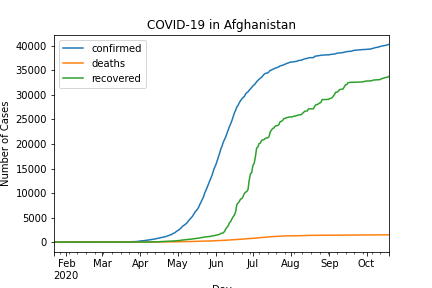 COVID-19 in Afghanistan
confirmed
deaths
recovered
Number of Cases
40000
35000
30000
25000
20000
15000
10000
5000
0
Feb Mar Apr May Jun Jul Aug Sep Oct
2020